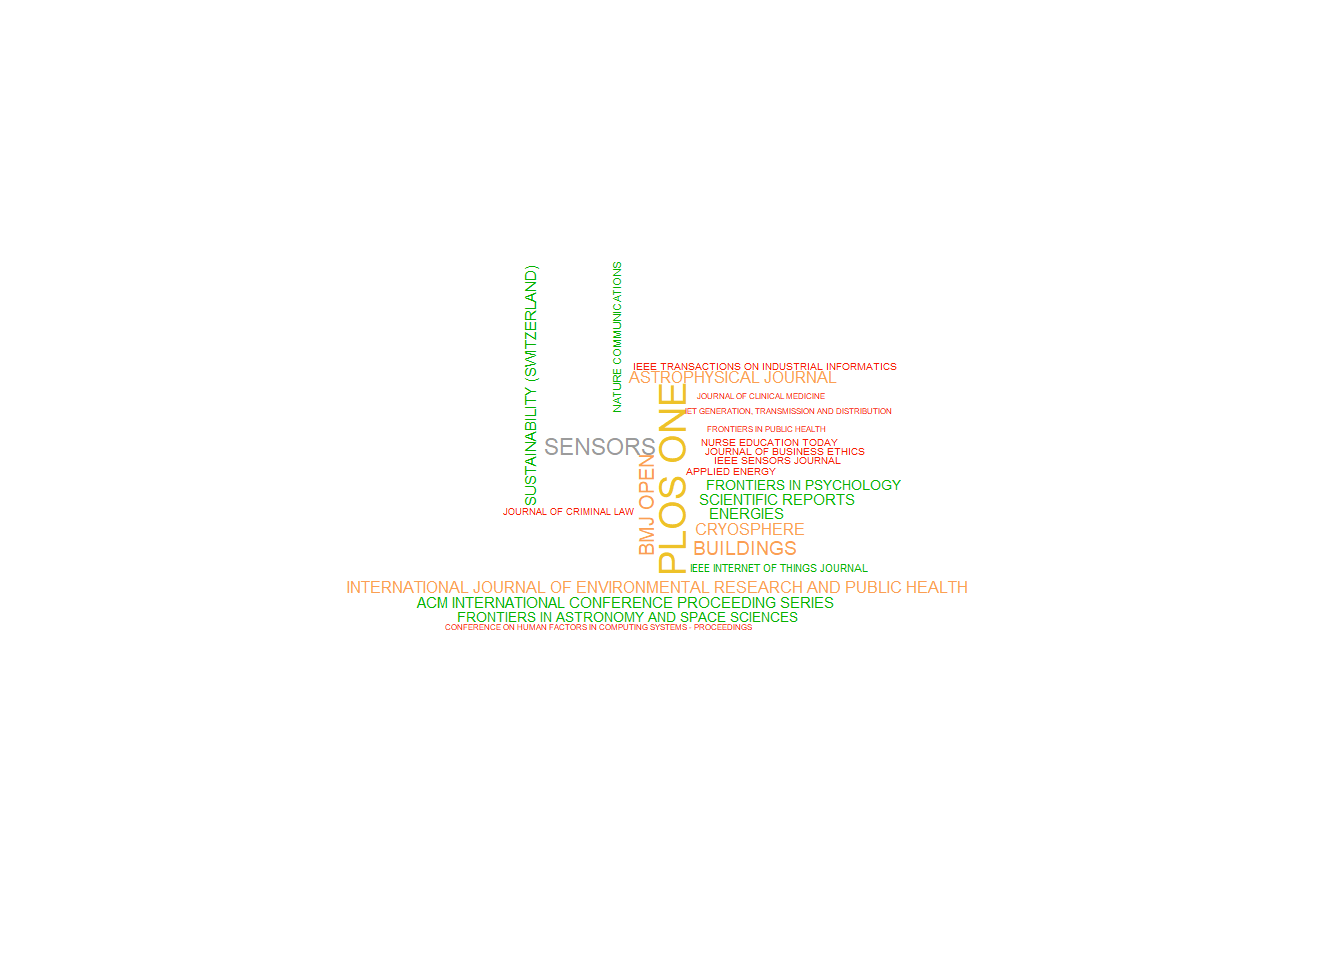 SUSTAINABILITY (SWITZERLAND)
NATURE COMMUNICATIONS
IEEE TRANSACTIONS ON INDUSTRIAL INFORMATICS
ASTROPHYSICAL JOURNAL
PLOS ONE
JOURNAL OF CLINICAL MEDICINE
IET GENERATION, TRANSMISSION AND DISTRIBUTION
FRONTIERS IN PUBLIC HEALTH
SENSORS
NURSE EDUCATION TODAY
JOURNAL OF BUSINESS ETHICS
BMJ OPEN
IEEE SENSORS JOURNAL
APPLIED ENERGY
FRONTIERS IN PSYCHOLOGY
SCIENTIFIC REPORTS
JOURNAL OF CRIMINAL LAW
ENERGIES
CRYOSPHERE
BUILDINGS
IEEE INTERNET OF THINGS JOURNAL
INTERNATIONAL JOURNAL OF ENVIRONMENTAL RESEARCH AND PUBLIC HEALTH
ACM INTERNATIONAL CONFERENCE PROCEEDING SERIES
FRONTIERS IN ASTRONOMY AND SPACE SCIENCES
CONFERENCE ON HUMAN FACTORS IN COMPUTING SYSTEMS - PROCEEDINGS